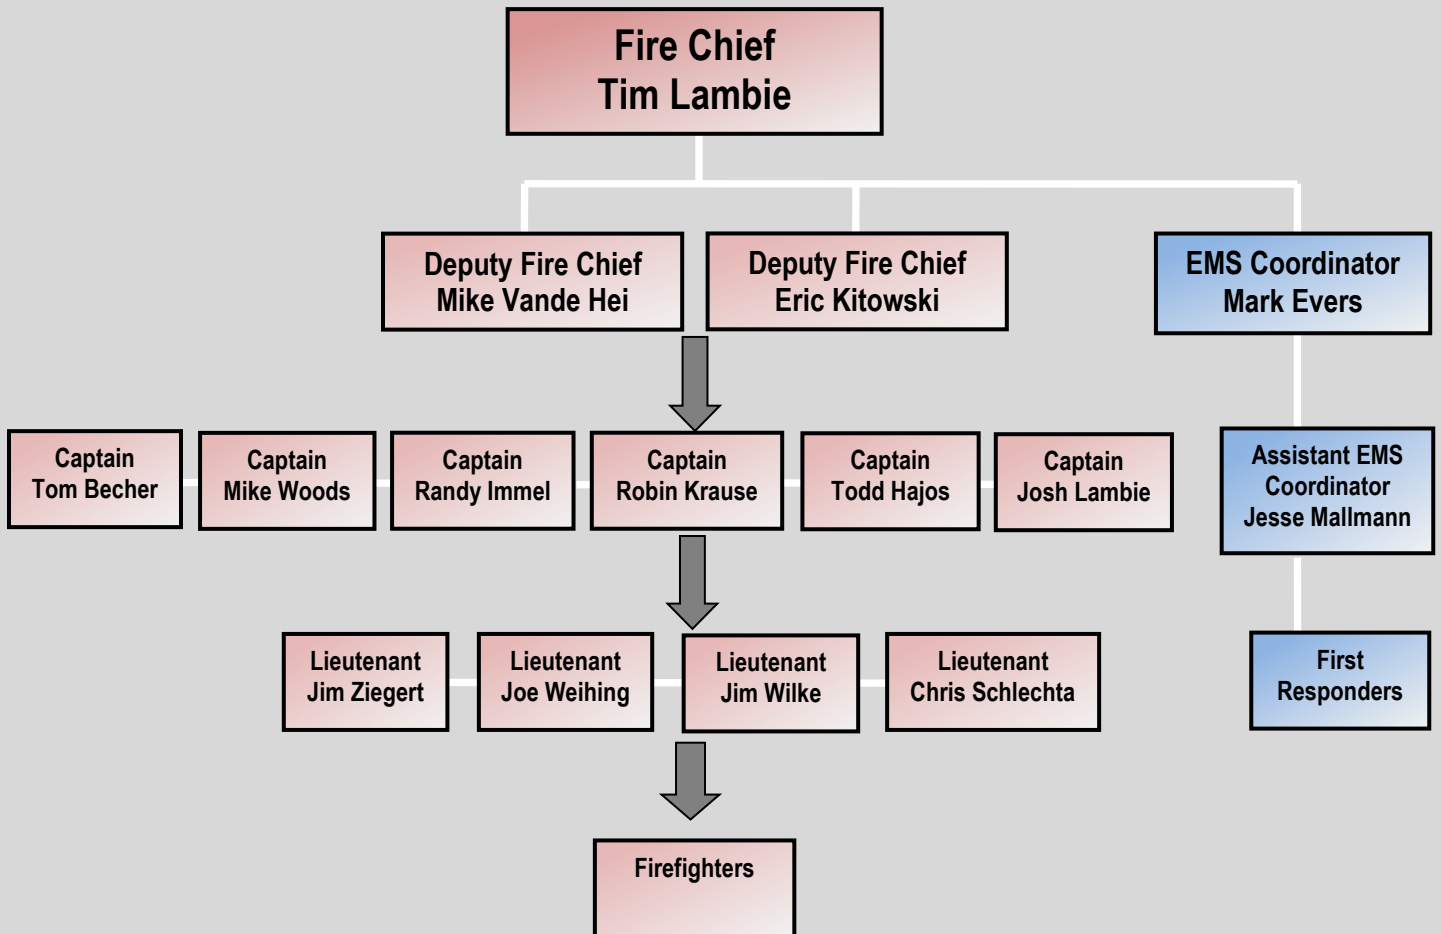 Fire Chief
Tim Lambie
Deputy Fire Chief
Mike Vande Hei
Deputy Fire Chief
Eric Kitowski
EMS Coordinator
Mark Evers
Captain
Tom Becher
Captain
Mike Woods
Captain
Randy Immel
Captain
Robin Krause
Captain
Todd Hajos
Captain
Josh Lambie
Assistant EMS
Coordinator
Jesse Mallmann
Lieutenant
Jim Ziegert
Lieutenant
Joe Weihing
Lieutenant
Jim Wilke
Lieutenant
Chris Schlechta
First
Responders
Firefighters